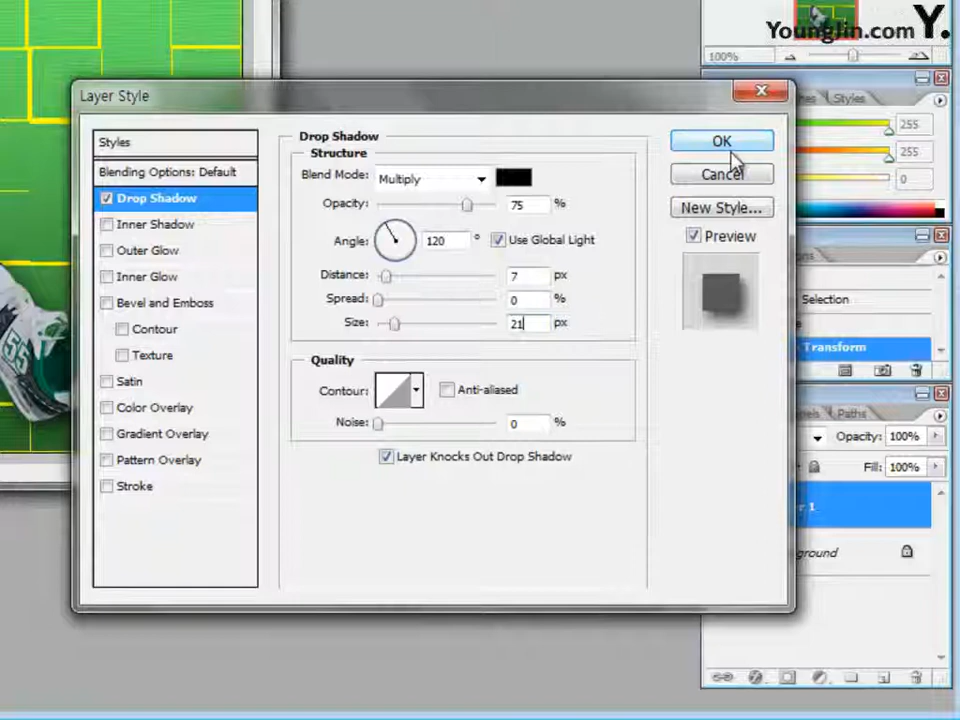 Younglin.com Y.
100%
Layer Style
Styles
Blending Options: Default
Drop Shadow
Inner Shadow
Outer Glow
Inner Glow
Bevel and Emboss
Contour
Texture
Satin
Color Overlay
Gradient Overlay
Pattern Overlay
Stroke
Drop Shadow
Structure
Blend Mode: Multiply
Opacity: 75 %
Angle: 120 ° Use Global Light
Distance: 7 px
Spread: 0 %
Size: 21 px
Quality
Contour: Anti-aliased
Noise: 0 %
Layer Knocks Out Drop Shadow
OK
Cancel
New Style...
Preview
Styles
255
255
0
Selection
Transform
Paths
Opacity: 100%
Fill: 100%
1
55